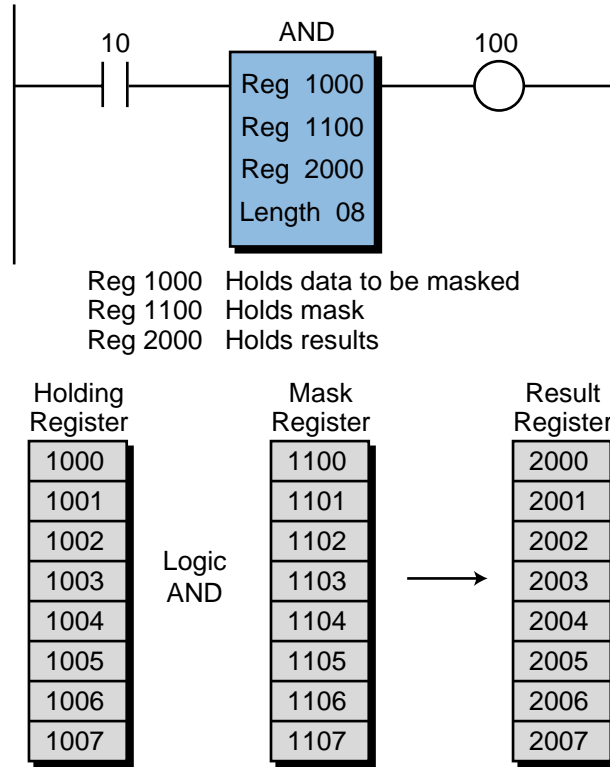 10
AND
100
Reg 1000
Reg 1100
Reg 2000
Length 08
Reg 1000 Holds data to be masked
Reg 1100 Holds mask
Reg 2000 Holds results
Holding
Register
1000
1001
1002
1003
1004
1005
1006
1007
Logic
AND
Mask
Register
1100
1101
1102
1103
1104
1105
1106
1107
Result
Register
2000
2001
2002
2003
2004
2005
2006
2007